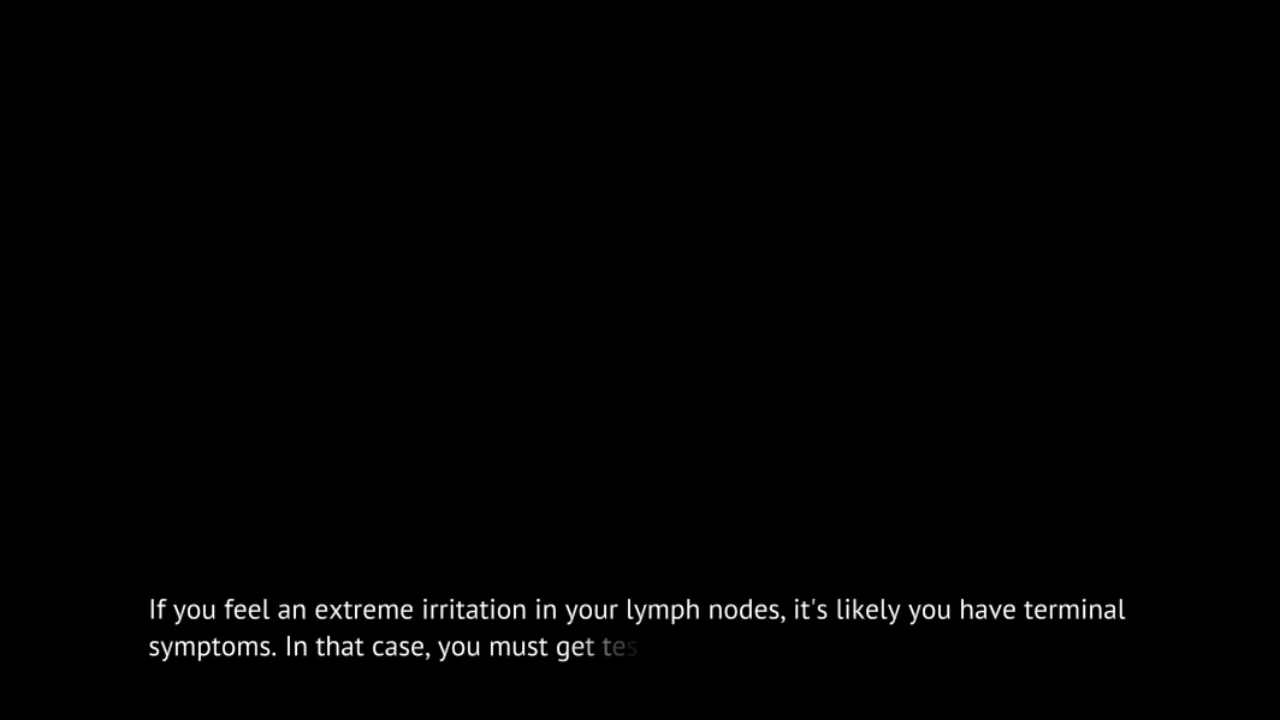 If you feel an extreme irritation in your lymph nodes, it's likely you have terminal
symptoms. In that case, you must get tes